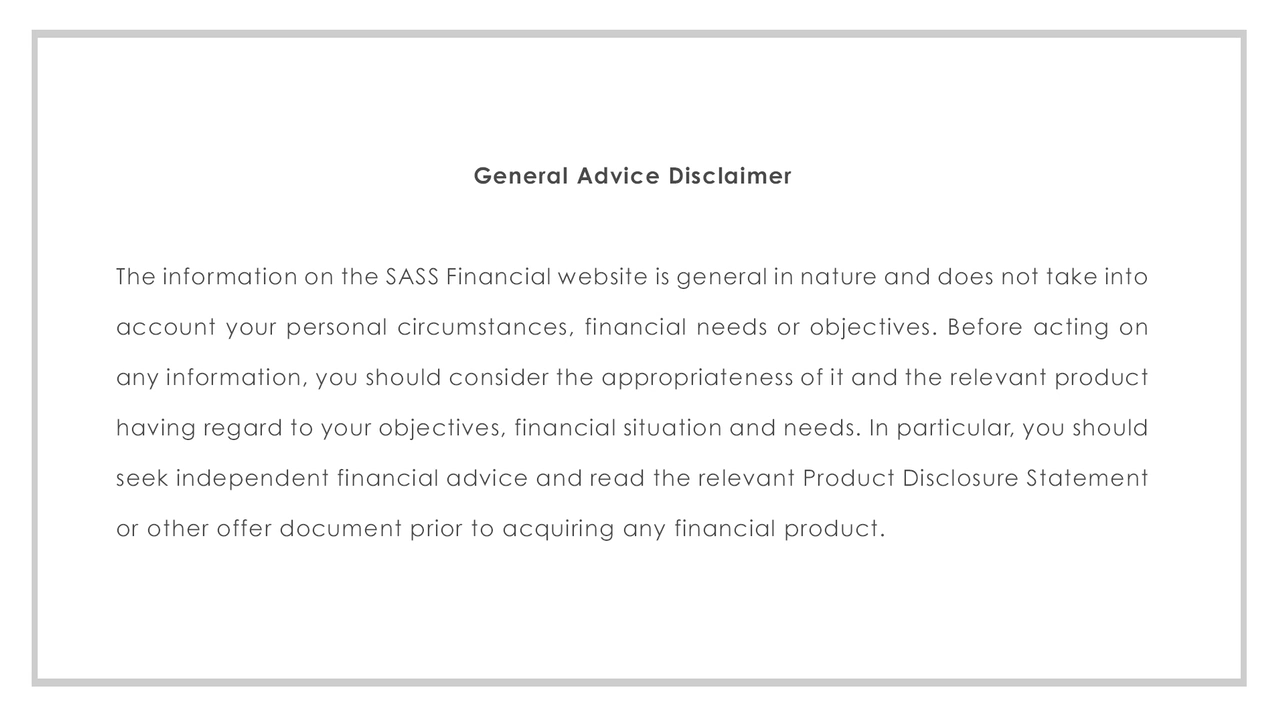 General Advice Disclaimer
The information on the SASS Financial website is general in nature and does not take into
account your personal circumstances, financial needs or objectives. Before acting on
any information, you should consider the appropriateness of it and the relevant product
having regard to your objectives, financial situation and needs. In particular, you should
seek independent financial advice and read the relevant Product Disclosure Statement
or other offer document prior to acquiring any financial product.